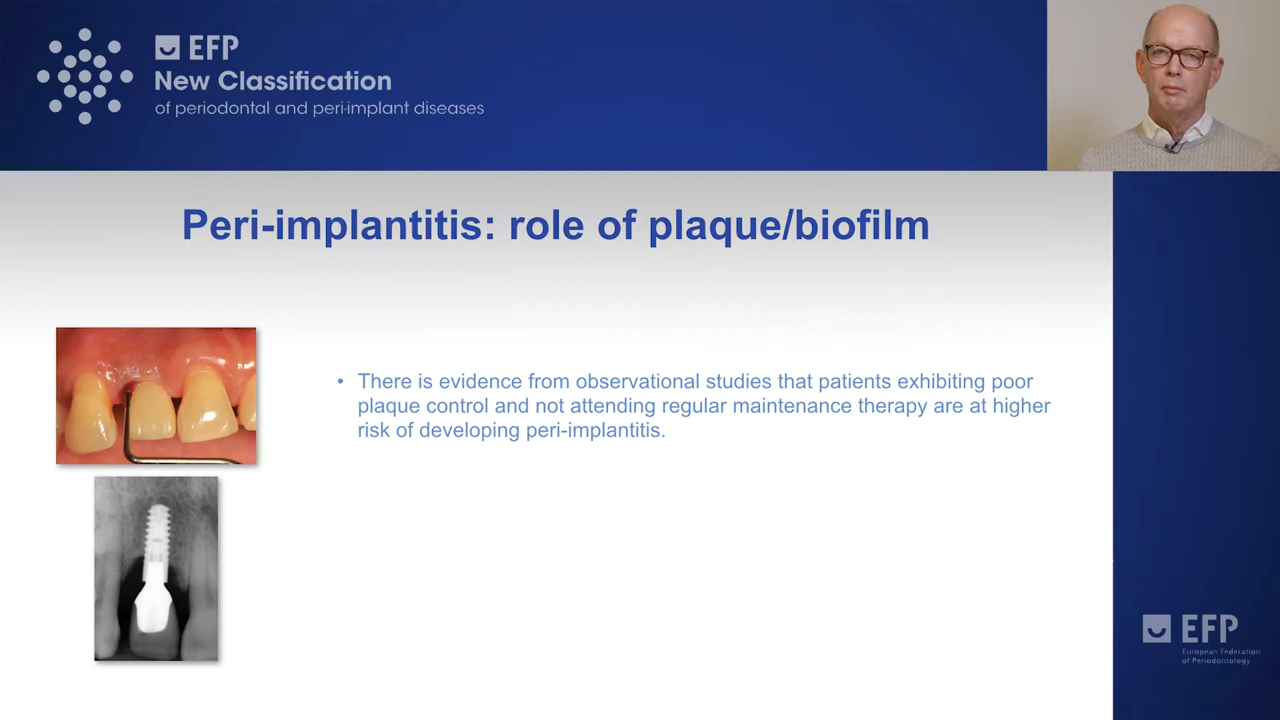 EFP
New Classification
of periodontal and peri-implant diseases
Peri-implantitis: role of plaque/biofilm
• There is evidence from observational studies that patients exhibiting poor
plaque control and not attending regular maintenance therapy are at higher
risk of developing peri-implantitis.
EFP
European Federation
of Periodontology